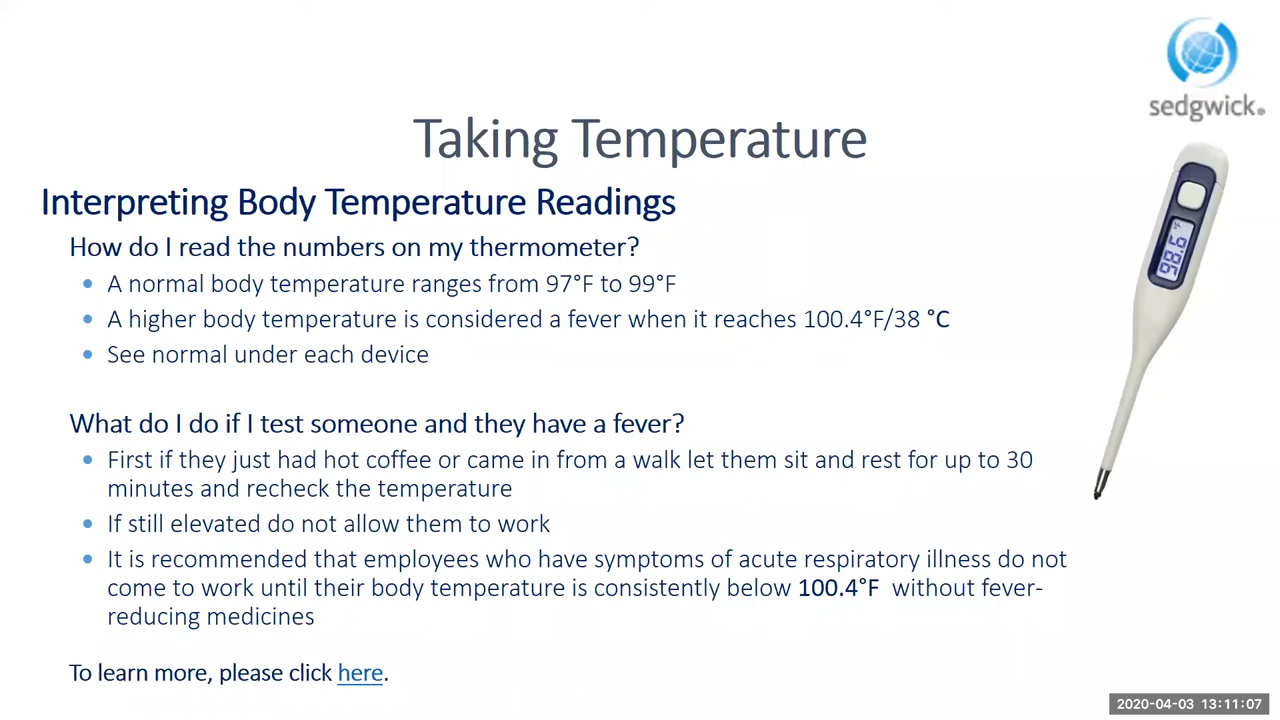 sedgwick®
Taking Temperature
Interpreting Body Temperature Readings
How do I read the numbers on my thermometer?
• A normal body temperature ranges from 97°F to 99°F
• A higher body temperature is considered a fever when it reaches 100.4°F/38 °C
• See normal under each device
98.6 °F
What do I do if I test someone and they have a fever?
• First if they just had hot coffee or came in from a walk let them sit and rest for up to 30
minutes and recheck the temperature
• If still elevated do not allow them to work
• It is recommended that employees who have symptoms of acute respiratory illness do not
come to work until their body temperature is consistently below 100.4°F without fever-
reducing medicines
To learn more, please click here.
2020-04-03 13:11:07